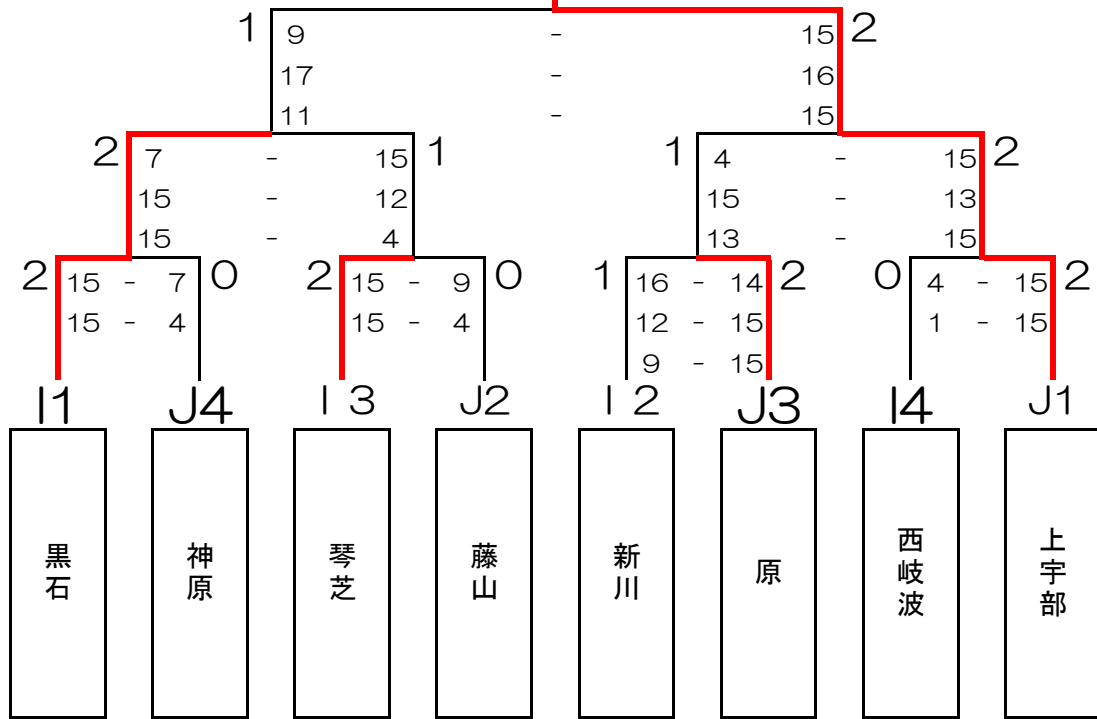 1 9 - 15 2
17 - 16
11 - 15
2 7 - 15 1 1 4 - 15 2
15 - 12 15 - 13
15 - 4 13 - 15
2 15 - 7 0 2 15 - 9 0 1 16 - 14 2 0 4 - 15 2
15 - 4 15 - 4 12 - 15 1 - 15
9 - 15
I1 J4 I 3 J2 I 2 J3 I4 J1
黒石
神原
琴芝
藤山
新川
原
西岐波
上宇部